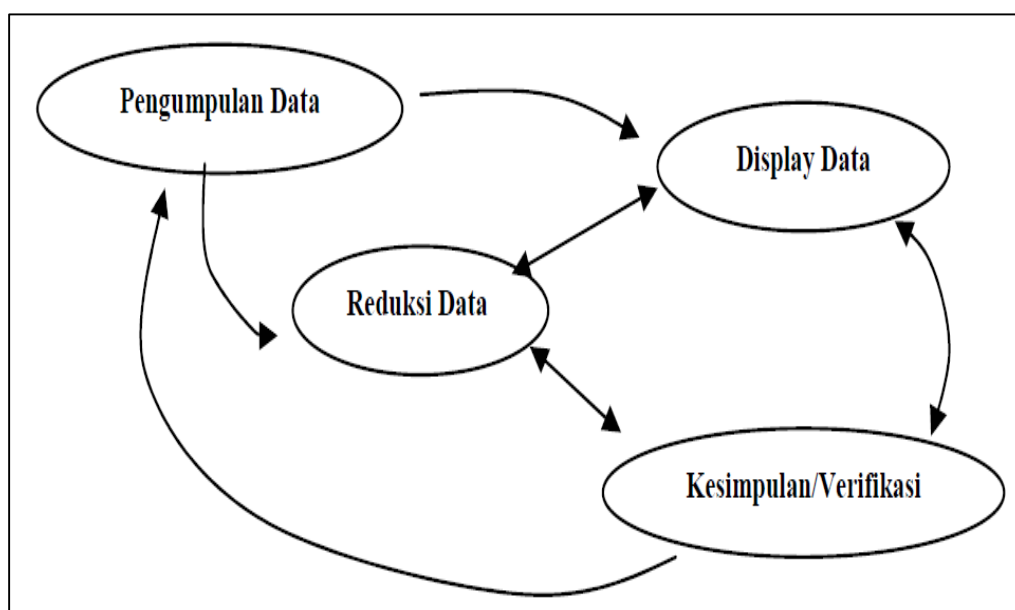 Pengumpulan Data
Display Data
Reduksi Data
Kesimpulan/Verifikasi